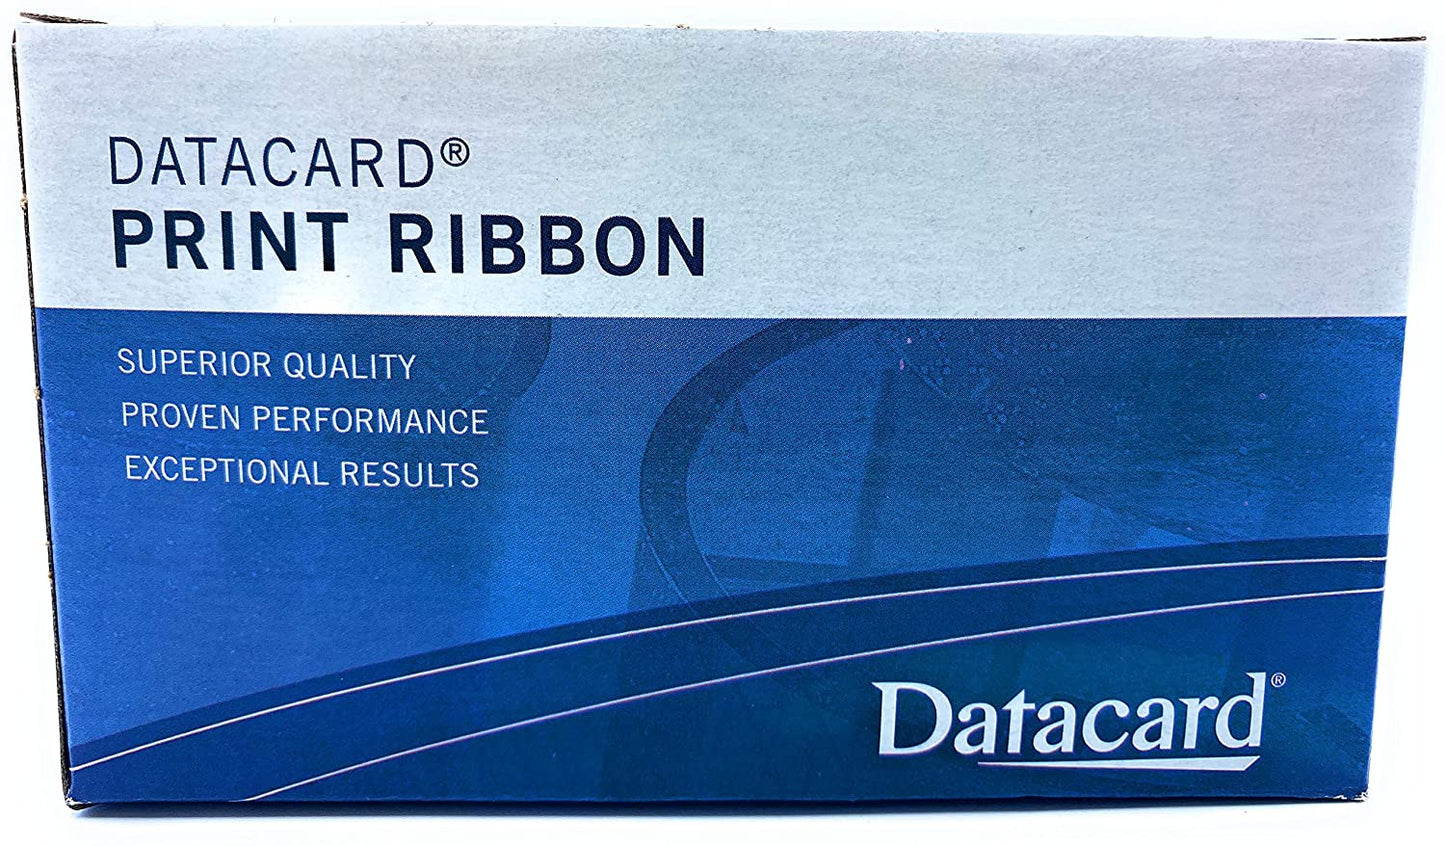 DATACARD®
PRINT RIBBON
SUPERIOR QUALITY
PROVEN PERFORMANCE
EXCEPTIONAL RESULTS
Datacard®